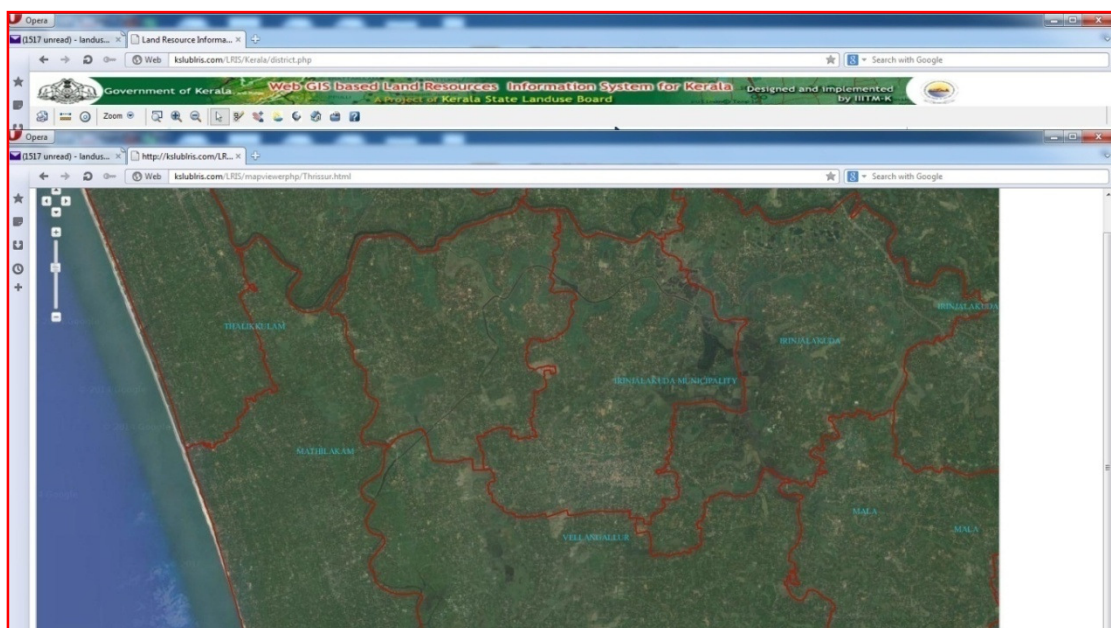 Opera
(1517 unread) - landus... Land Resource Informa...
Web kslublris.com/LRIS/Kerala/district.php Search with Google
Government of Kerala Web GIS based Land Resources Information System for Kerala Designed and Implemented
A Project of Kerala State Landuse Board by IIITM-K
Zoom
Opera
(1517 unread) - landus... http://kslublris.com/LR...
Web kslublris.com/LRIS/mapviewerphp/Thrissur.html Search with Google
IRINJALAKUDA
THALIKKULAM
IRINJALAKUDA
IRINJALAKUDA MUNICIPALITY
MATHILAKAM
MALA
MALA
VELLANGALLUR